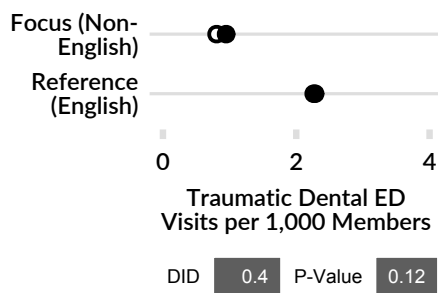 Focus (Non-
English)
Reference
(English)
0 2 4
Traumatic Dental ED
Visits per 1,000 Members
DID 0.4 P-Value 0.12